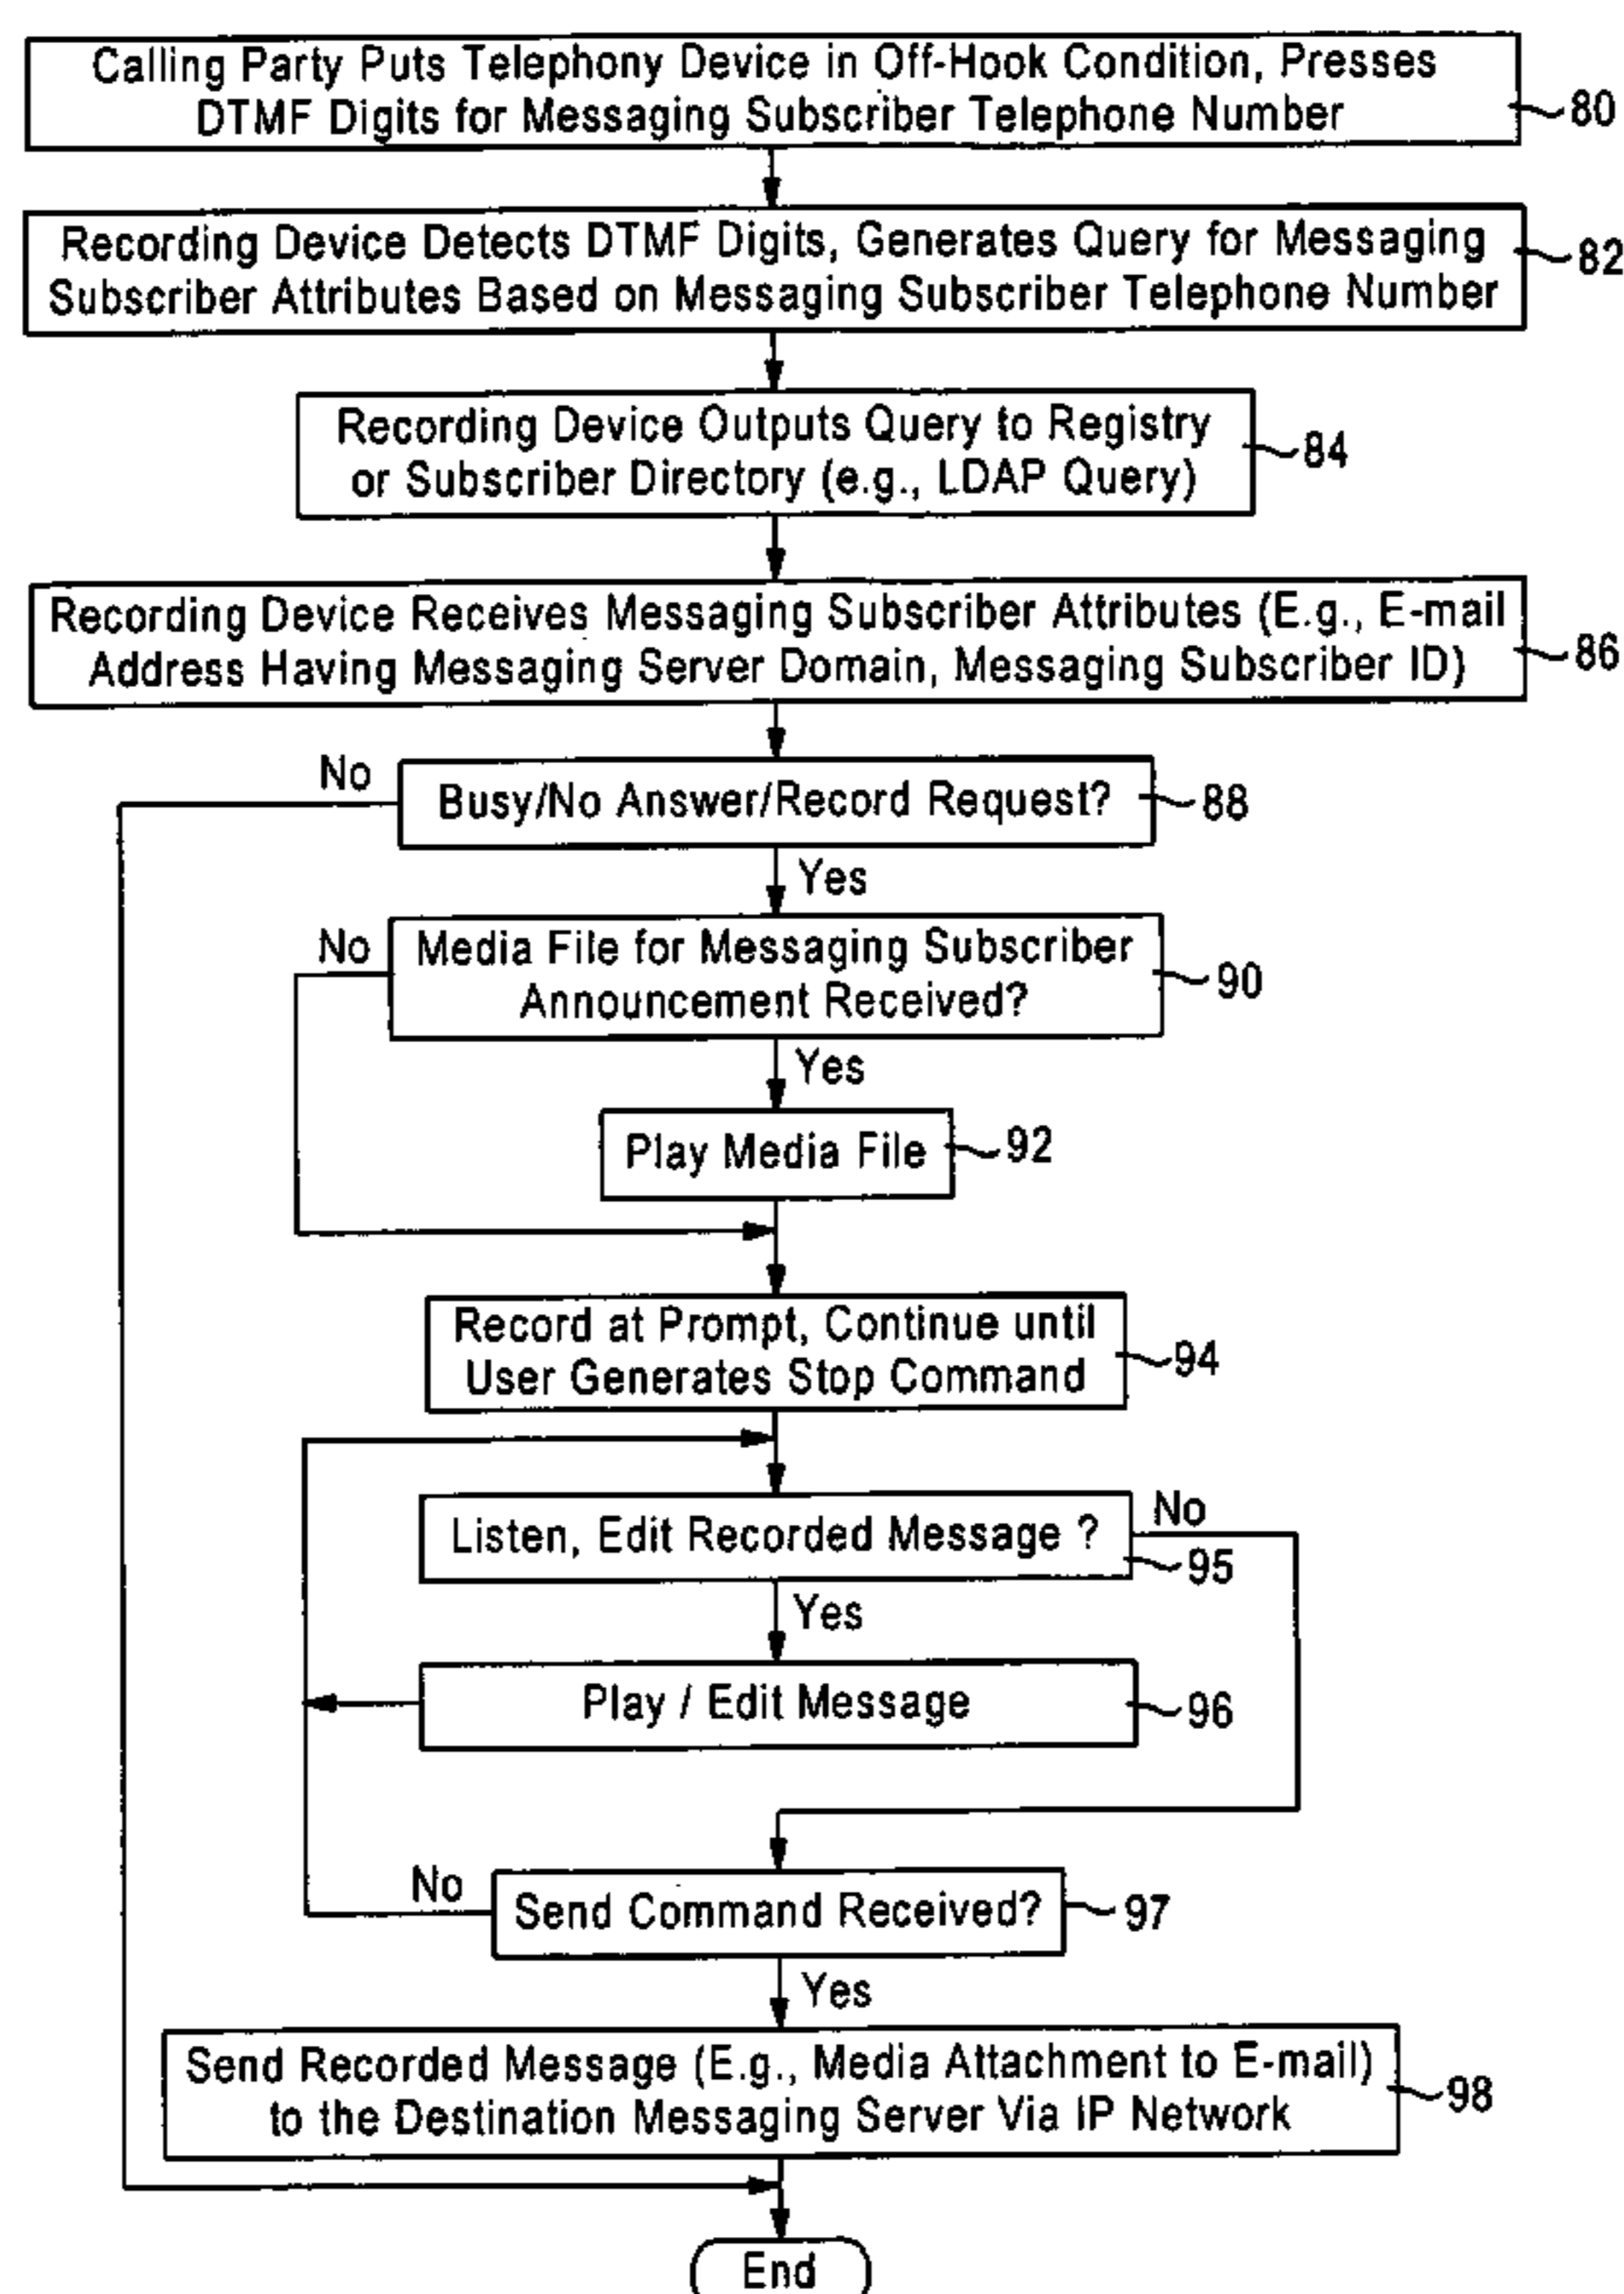 Calling Party Puts Telephony Device in Off-Hook Condition, Presses
DTMF Digits for Messaging Subscriber Telephone Number
80
Recording Device Detects DTMF Digits, Generates Query for Messaging
Subscriber Attributes Based on Messaging Subscriber Telephone Number
82
Recording Device Outputs Query to Registry
or Subscriber Directory (e.g., LDAP Query)
84
Recording Device Receives Messaging Subscriber Attributes (E.g., E-mail
Address Having Messaging Server Domain, Messaging Subscriber ID)
86
No
Busy/No Answer/Record Request?
88
Yes
No
Media File for Messaging Subscriber
Announcement Received?
90
Yes
Play Media File
92
Record at Prompt, Continue until
User Generates Stop Command
94
Listen, Edit Recorded Message ?
No
95
Yes
Play / Edit Message
96
No
Send Command Received?
97
Yes
Send Recorded Message (E.g., Media Attachment to E-mail)
to the Destination Messaging Server Via IP Network
98
End